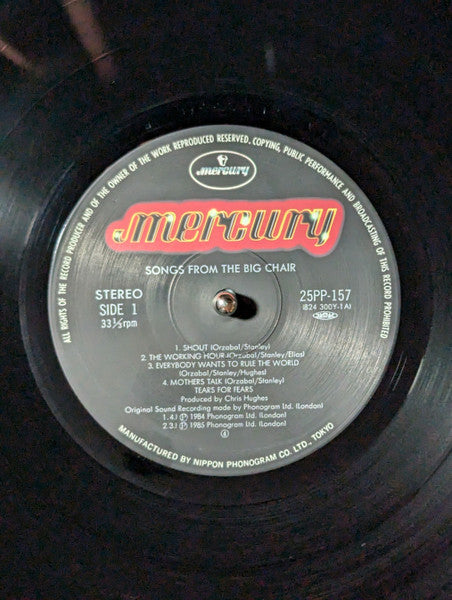 ALL RIGHTS OF THE RECORD PRODUCER AND OF THE OWNER OF THE WORK REPRODUCED RESERVED, COPYING, PUBLIC PERFORMANCE AND BROADCASTING OF THIS RECORD PROHIBITED
mercury
mercury
SONGS FROM THE BIG CHAIR
STEREO
SIDE 1
33⅓rpm
25PP-157
(824 300Y-1A)
1. SHOUT (Orzabal/Stanley)
2. THE WORKING HOUR (Orzabal/Stanley/Elias)
3. EVERYBODY WANTS TO RULE THE WORLD
(Orzabal/Stanley/Hughes)
4. MOTHERS TALK (Orzabal/Stanley)
TEARS FOR FEARS
Produced by Chris Hughes
Original Sound Recording made by Phonogram Ltd. (London)
1.4.) Ⓟ 1984 Phonogram Ltd. (London)
2.3.) Ⓟ 1985 Phonogram Ltd. (London)
MANUFACTURED BY NIPPON PHONOGRAM CO. LTD., TOKYO